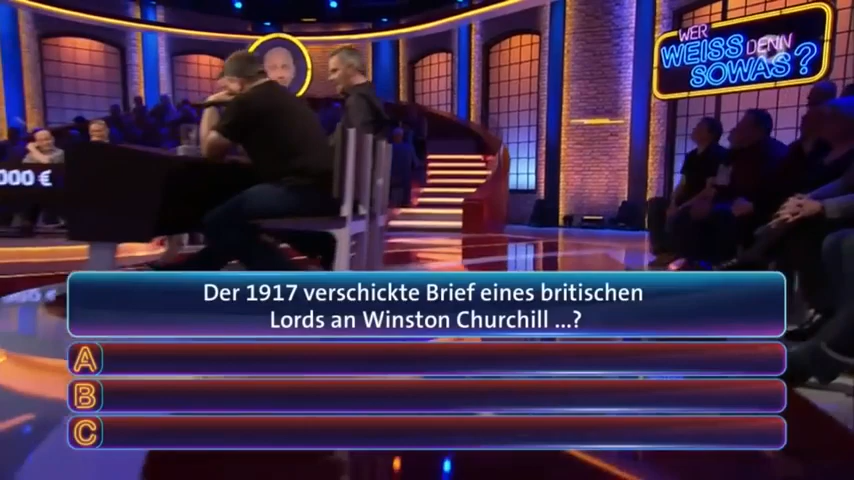 WER
WEISS DENN
SOWAS?
000 €
Der 1917 verschickte Brief eines britischen
Lords an Winston Churchill ...?
A
B
C